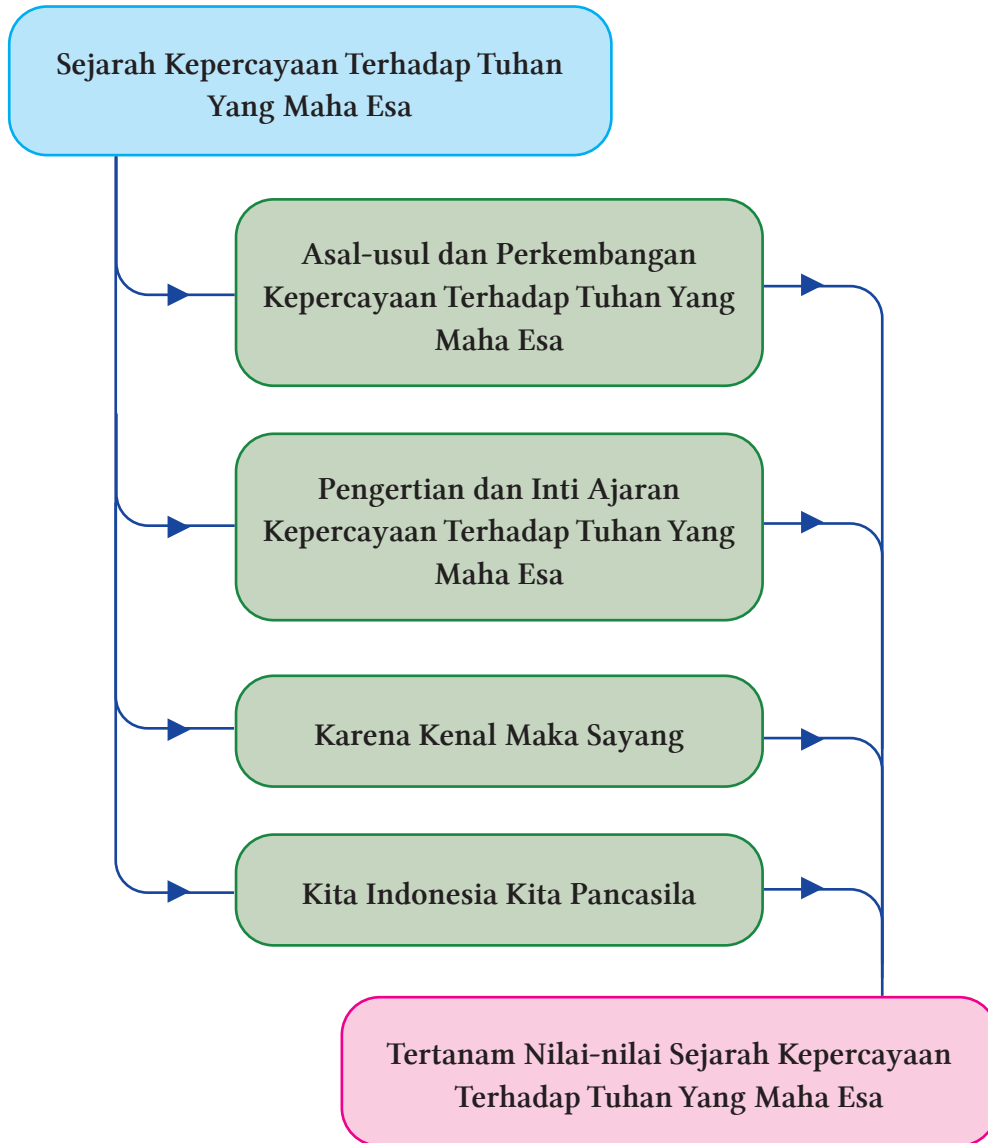 Sejarah Kepercayaan Terhadap Tuhan
Yang Maha Esa
Asal-usul dan Perkembangan
Kepercayaan Terhadap Tuhan Yang
Maha Esa
Pengertian dan Inti Ajaran
Kepercayaan Terhadap Tuhan Yang
Maha Esa
Karena Kenal Maka Sayang
Kita Indonesia Kita Pancasila
Tertanam Nilai-nilai Sejarah Kepercayaan
Terhadap Tuhan Yang Maha Esa